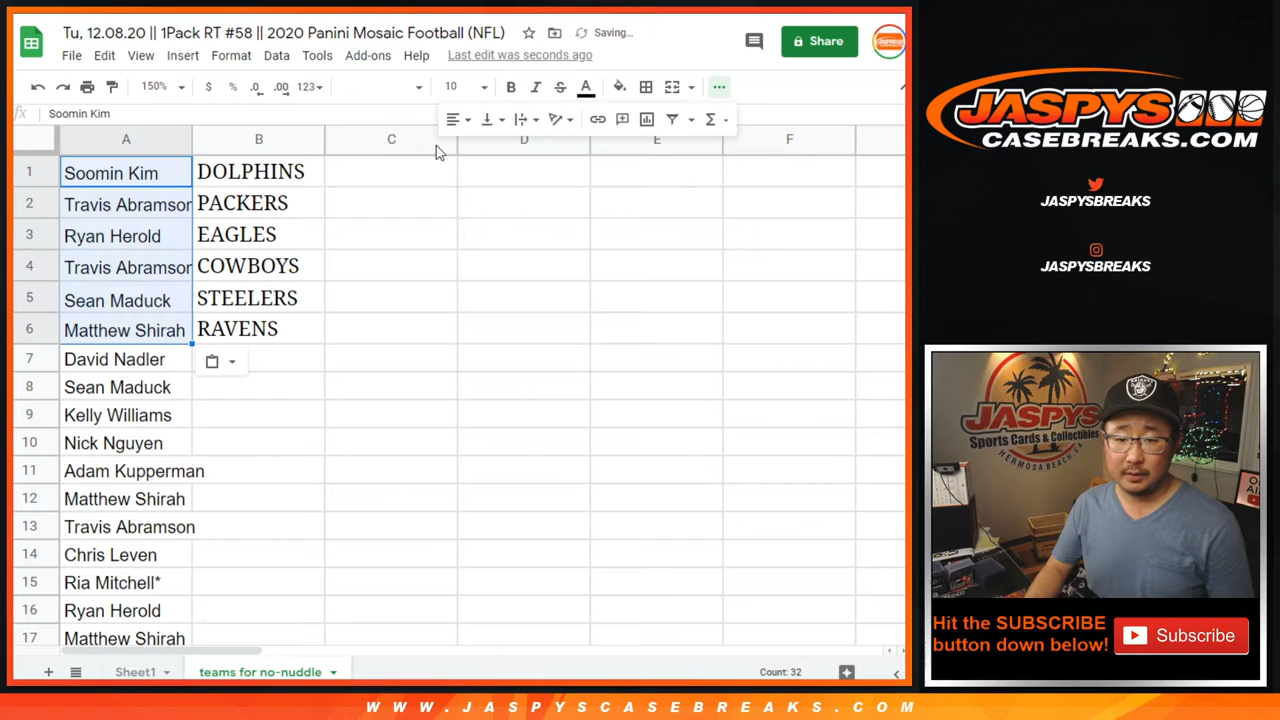 Tu, 12.08.20 || 1Pack RT #58 || 2020 Panini Mosaic Football (NFL)
Saving...
File Edit View Insert Format Data Tools Add-ons Help Last edit was seconds ago
Share
150% $ % .0 .00 123 10 B I S A
fx Soomin Kim
A B C D E F
1 Soomin Kim DOLPHINS
2 Travis Abramson PACKERS
3 Ryan Herold EAGLES
4 Travis Abramson COWBOYS
5 Sean Maduck STEELERS
6 Matthew Shirah RAVENS
7 David Nadler
8 Sean Maduck
9 Kelly Williams
10 Nick Nguyen
11 Adam Kupperman
12 Matthew Shirah
13 Travis Abramson
14 Chris Leven
15 Ria Mitchell*
16 Ryan Herold
17 Matthew Shirah
Sheet1 teams for no-nuddle Count: 32
JASPYS
CASEBREAKS.COM
JASPYSBREAKS
JASPYSBREAKS
JASPYS
Sports Cards & Collectibles
HERMOSA BEACH, CA
Hit the SUBSCRIBE
button down below!
Subscribe
WWW.JASPYSCASEBREAKS.COM